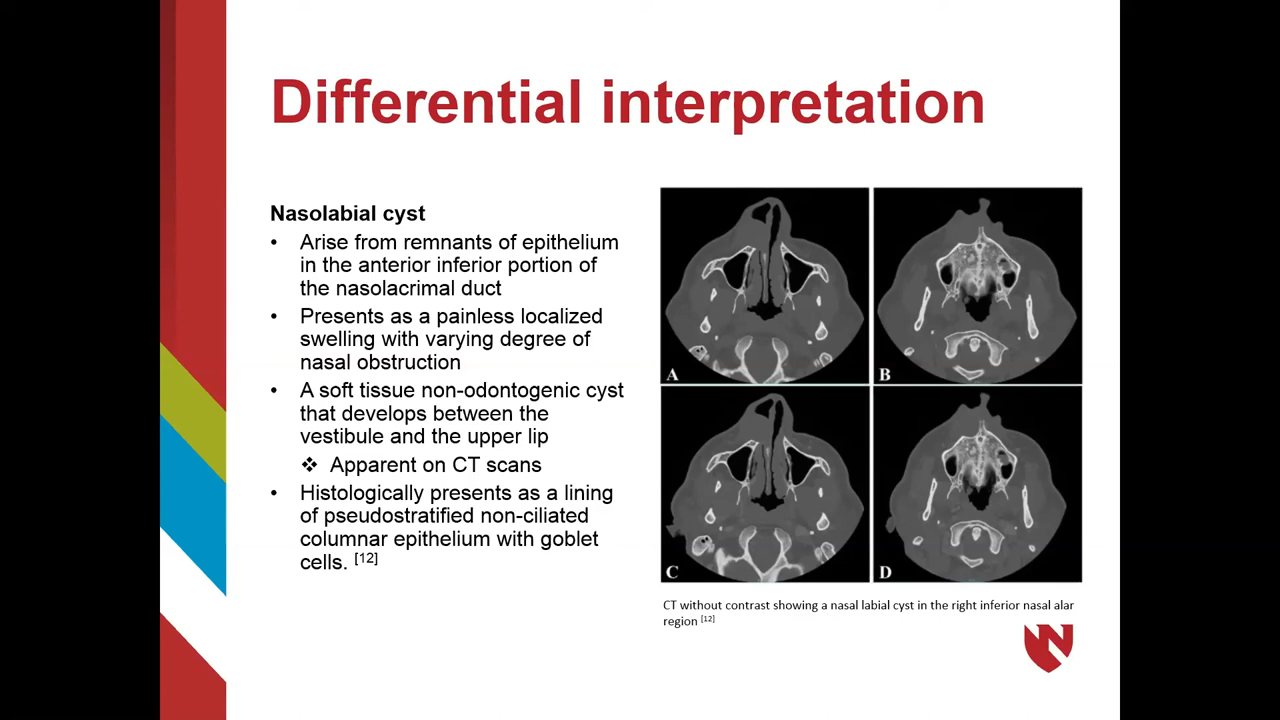 Differential interpretation
Nasolabial cyst
• Arise from remnants of epithelium
in the anterior inferior portion of
the nasolacrimal duct
• Presents as a painless localized
swelling with varying degree of
nasal obstruction
• A soft tissue non-odontogenic cyst
that develops between the
vestibule and the upper lip
❖ Apparent on CT scans
• Histologically presents as a lining
of pseudostratified non-ciliated
columnar epithelium with goblet
cells. [12]
A
B
C
D
CT without contrast showing a nasal labial cyst in the right inferior nasal alar
region [12]
N